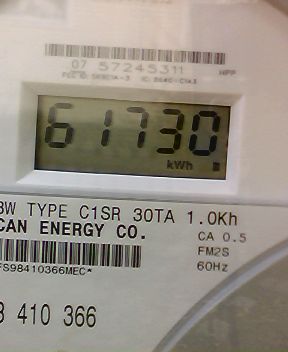 07 57245311
61730
kWh
3W TYPE C1SR 30TA 1.0Kh
CAN ENERGY CO.
CA 0.5
FM2S
60Hz
FS98410366MEC*
410 366